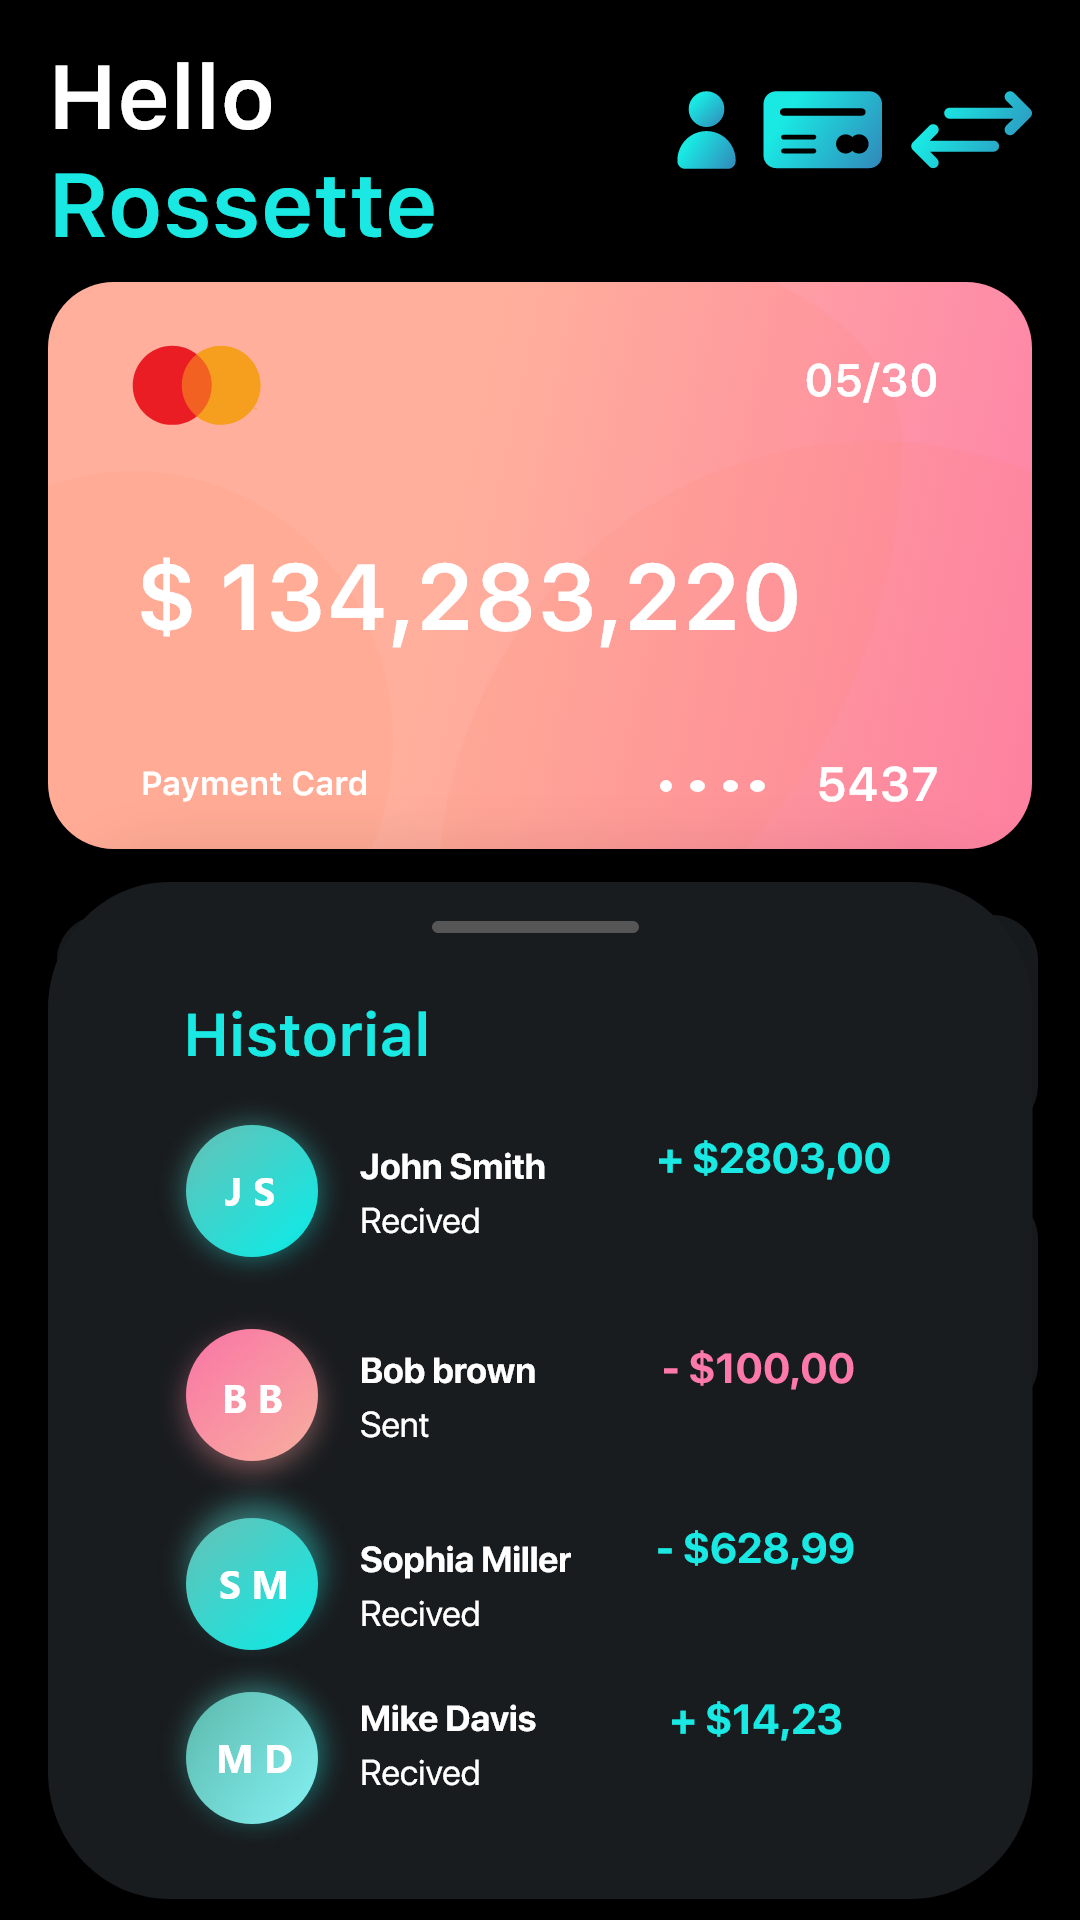 Hello
Rossette
05/30
$ 134,283,220
Payment Card
•••• 5437
Historial
J S
John Smith
+ $2803,00
Recived
B B
Bob brown
- $100,00
Sent
S M
Sophia Miller
- $628,99
Recived
M D
Mike Davis
+ $14,23
Recived